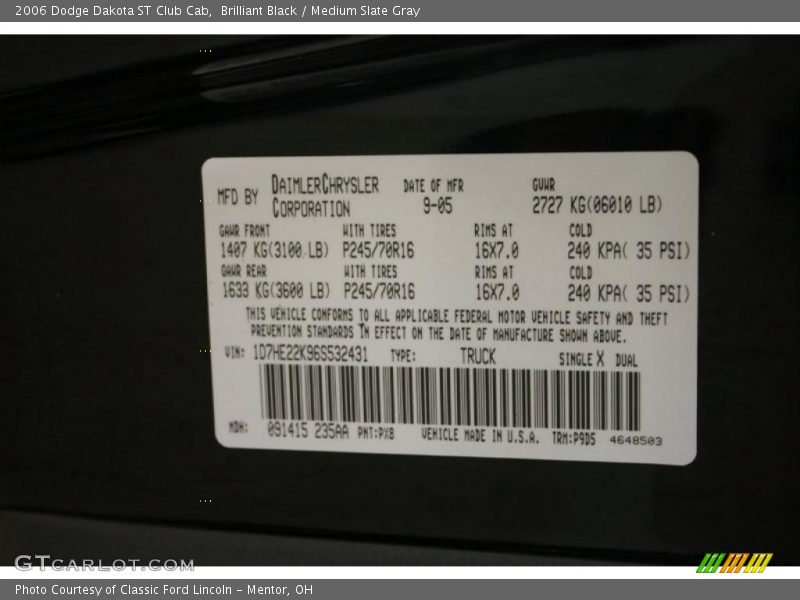 2006 Dodge Dakota ST Club Cab,  Brilliant Black / Medium Slate Gray
MFD BY DAIMLERCHRYSLER CORPORATION DATE OF MFR 9-05 GVWR 2727 KG(06010 LB)
GAWR FRONT WITH TIRES RIMS AT COLD
1407 KG(3100 LB) P245/70R16 16X7.0 240 KPA( 35 PSI)
GAWR REAR WITH TIRES RIMS AT COLD
1633 KG(3600 LB) P245/70R16 16X7.0 240 KPA( 35 PSI)
THIS VEHICLE CONFORMS TO ALL APPLICABLE FEDERAL MOTOR VEHICLE SAFETY AND THEFT
PREVENTION STANDARDS IN EFFECT ON THE DATE OF MANUFACTURE SHOWN ABOVE.
VIN: 1D7HE22K96S532431 TYPE: TRUCK SINGLE X DUAL
MDH: 091415 235AA PNT:PX8 VEHICLE MADE IN U.S.A. TRM:P9D5 4648503
GTCARLOT.COM
Photo Courtesy of Classic Ford Lincoln - Mentor, OH